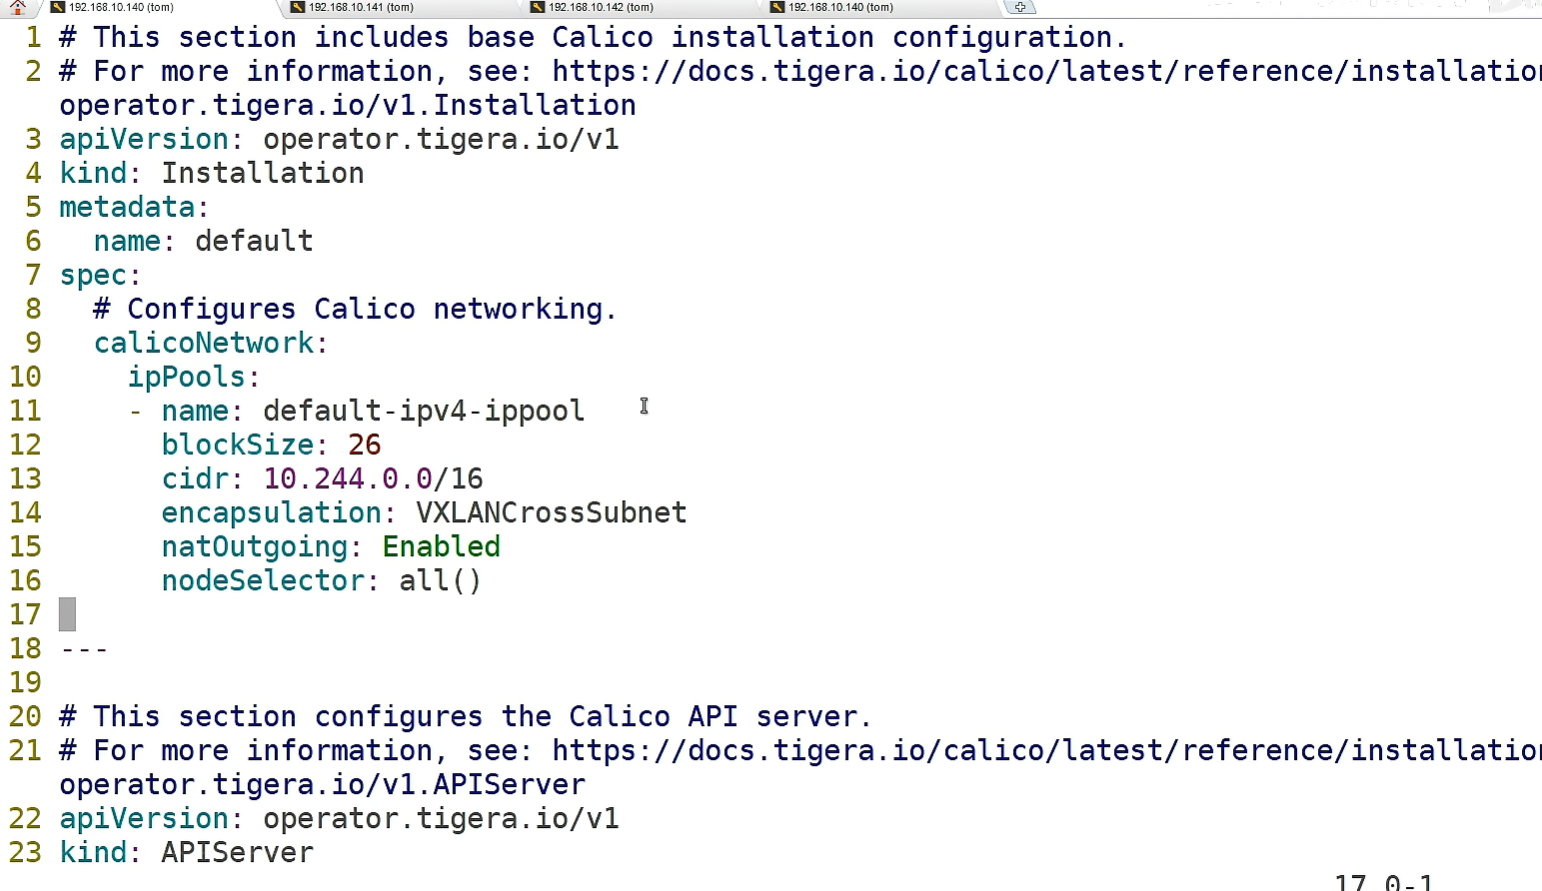 192.168.10.140 (tom) 192.168.10.141 (tom) 192.168.10.142 (tom) 192.168.10.140 (tom)
1 # This section includes base Calico installation configuration.
2 # For more information, see: https://docs.tigera.io/calico/latest/reference/installation
operator.tigera.io/v1.Installation
3 apiVersion: operator.tigera.io/v1
4 kind: Installation
5 metadata:
6   name: default
7 spec:
8   # Configures Calico networking.
9   calicoNetwork:
10     ipPools:
11     - name: default-ipv4-ippool
12       blockSize: 26
13       cidr: 10.244.0.0/16
14       encapsulation: VXLANCrossSubnet
15       natOutgoing: Enabled
16       nodeSelector: all()
17
18 ---
19
20 # This section configures the Calico API server.
21 # For more information, see: https://docs.tigera.io/calico/latest/reference/installation
operator.tigera.io/v1.APIServer
22 apiVersion: operator.tigera.io/v1
23 kind: APIServer
17,0-1